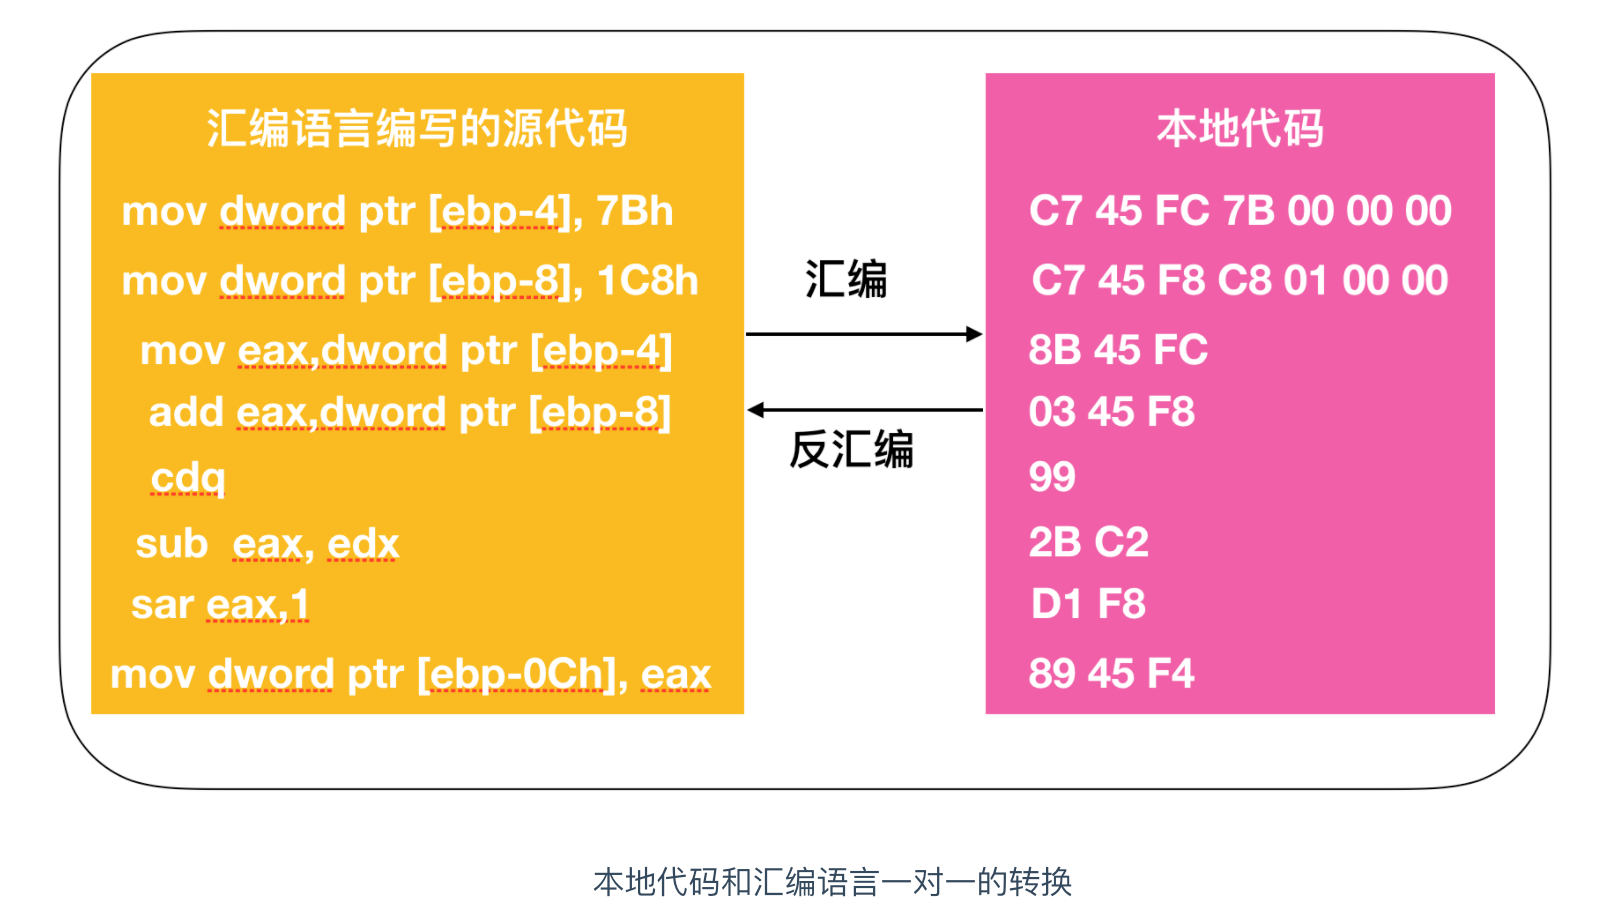 汇编语言编写的源代码
mov dword ptr [ebp-4], 7Bh
mov dword ptr [ebp-8], 1C8h
mov eax,dword ptr [ebp-4]
add eax,dword ptr [ebp-8]
cdq
sub eax, edx
sar eax,1
mov dword ptr [ebp-0Ch], eax
汇编
反汇编
本地代码
C7 45 FC 7B 00 00 00
C7 45 F8 C8 01 00 00
8B 45 FC
03 45 F8
99
2B C2
D1 F8
89 45 F4
本地代码和汇编语言一对一的转换